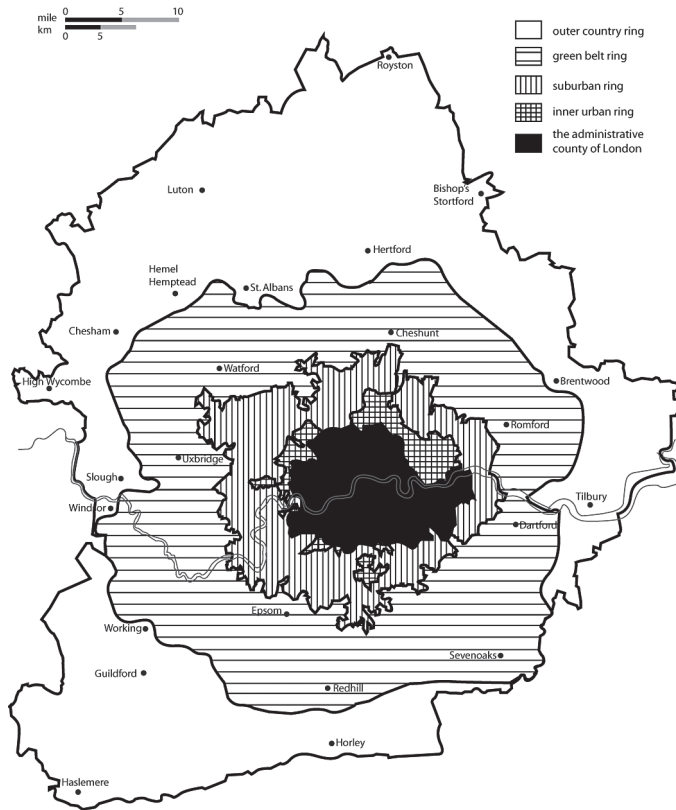 mile
0 5 10
km
0 5
outer country ring
green belt ring
suburban ring
inner urban ring
the administrative
county of London
Royston
Luton
Bishop's
Stortford
Hertford
Hemel
Hemptead
St. Albans
Chesham
Cheshunt
Watford
High Wycombe
Brentwood
Romford
Uxbridge
Slough
Tilbury
Windsor
Dartford
Epsom
Working
Sevenoaks
Guildford
Redhill
Horley
Haslemere